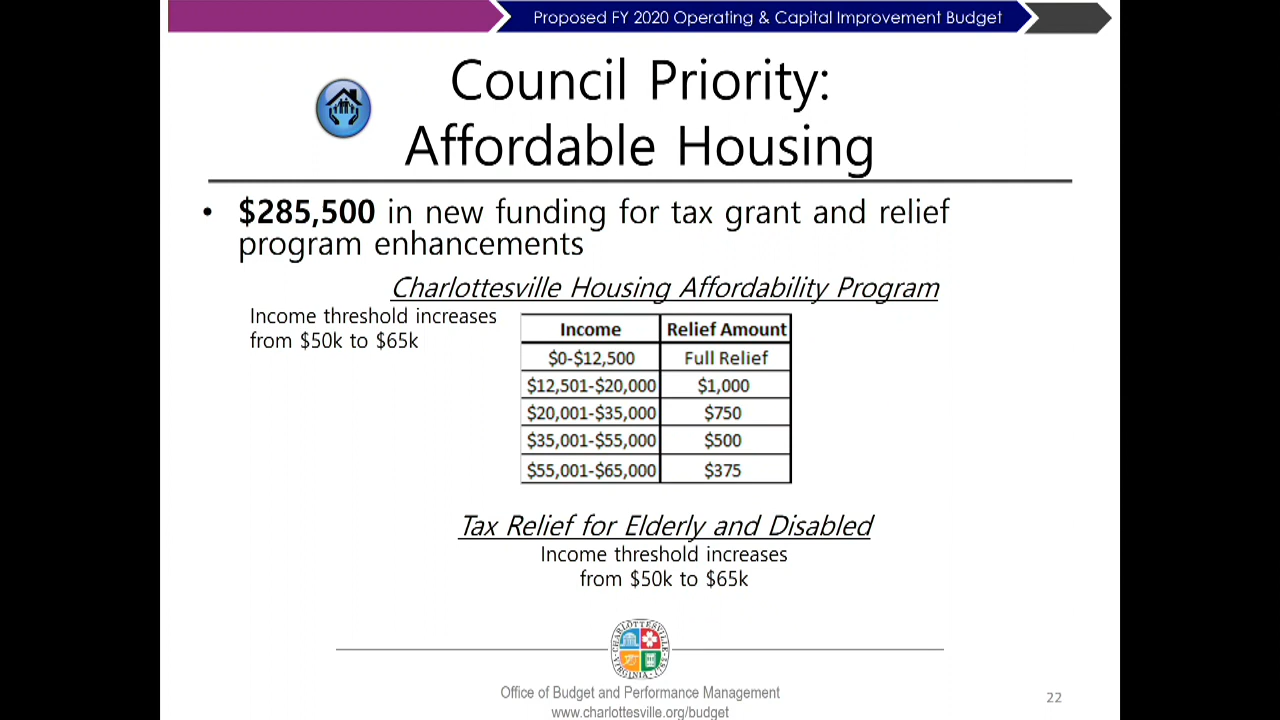 Proposed FY 2020 Operating & Capital Improvement Budget
Council Priority:
Affordable Housing
• $285,500 in new funding for tax grant and relief
program enhancements
Charlottesville Housing Affordability Program
Income threshold increases
from $50k to $65k
Income Relief Amount
$0-$12,500 Full Relief
$12,501-$20,000 $1,000
$20,001-$35,000 $750
$35,001-$55,000 $500
$55,001-$65,000 $375
Tax Relief for Elderly and Disabled
Income threshold increases
from $50k to $65k
CHARLOTTESVILLE
VIRGINIA
Office of Budget and Performance Management
www.charlottesville.org/budget
22